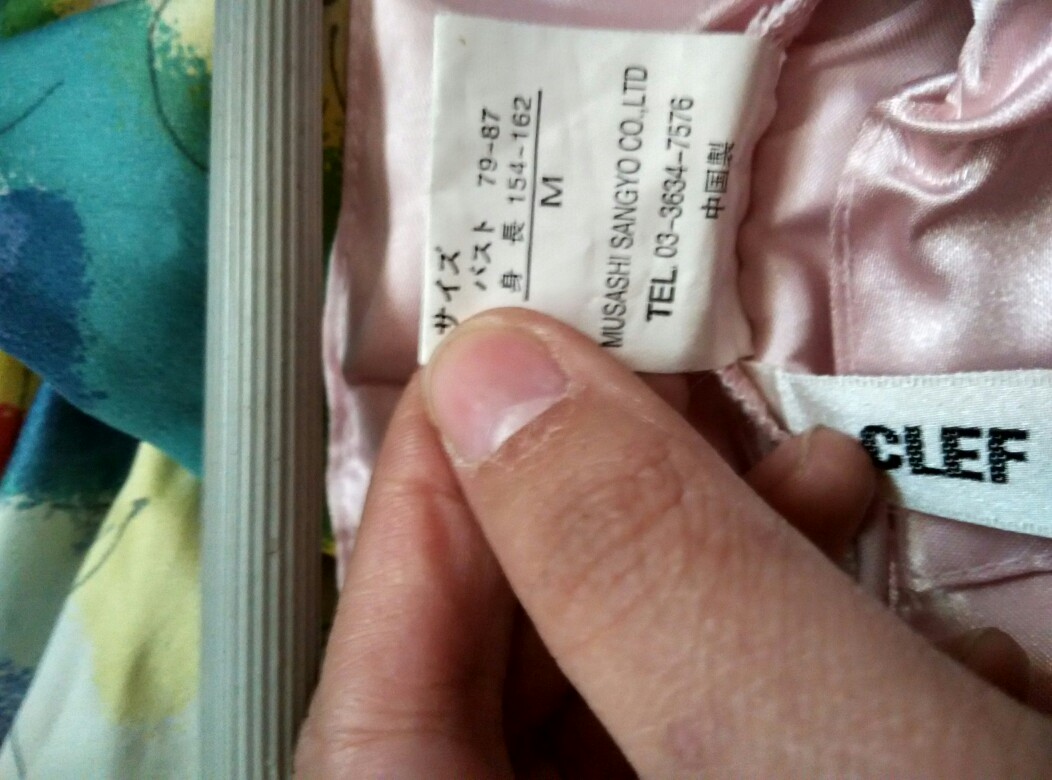 サイズ
バスト 79-87
身長 154-162
M
MUSASHI SANGYO CO.,LTD
TEL 03-3634-7576
中国製
CLEF